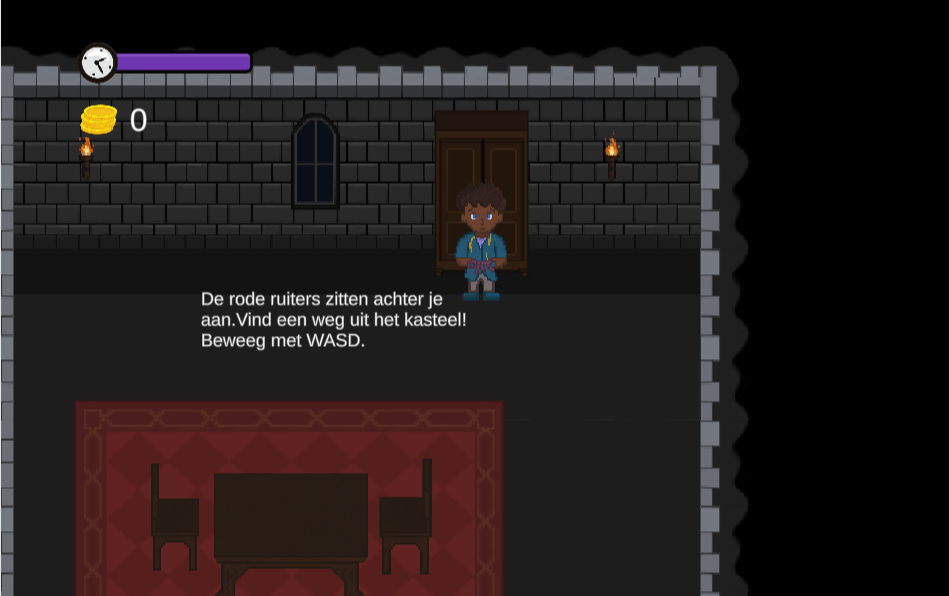 0
De rode ruiters zitten achter je
aan.Vind een weg uit het kasteel!
Beweeg met WASD.